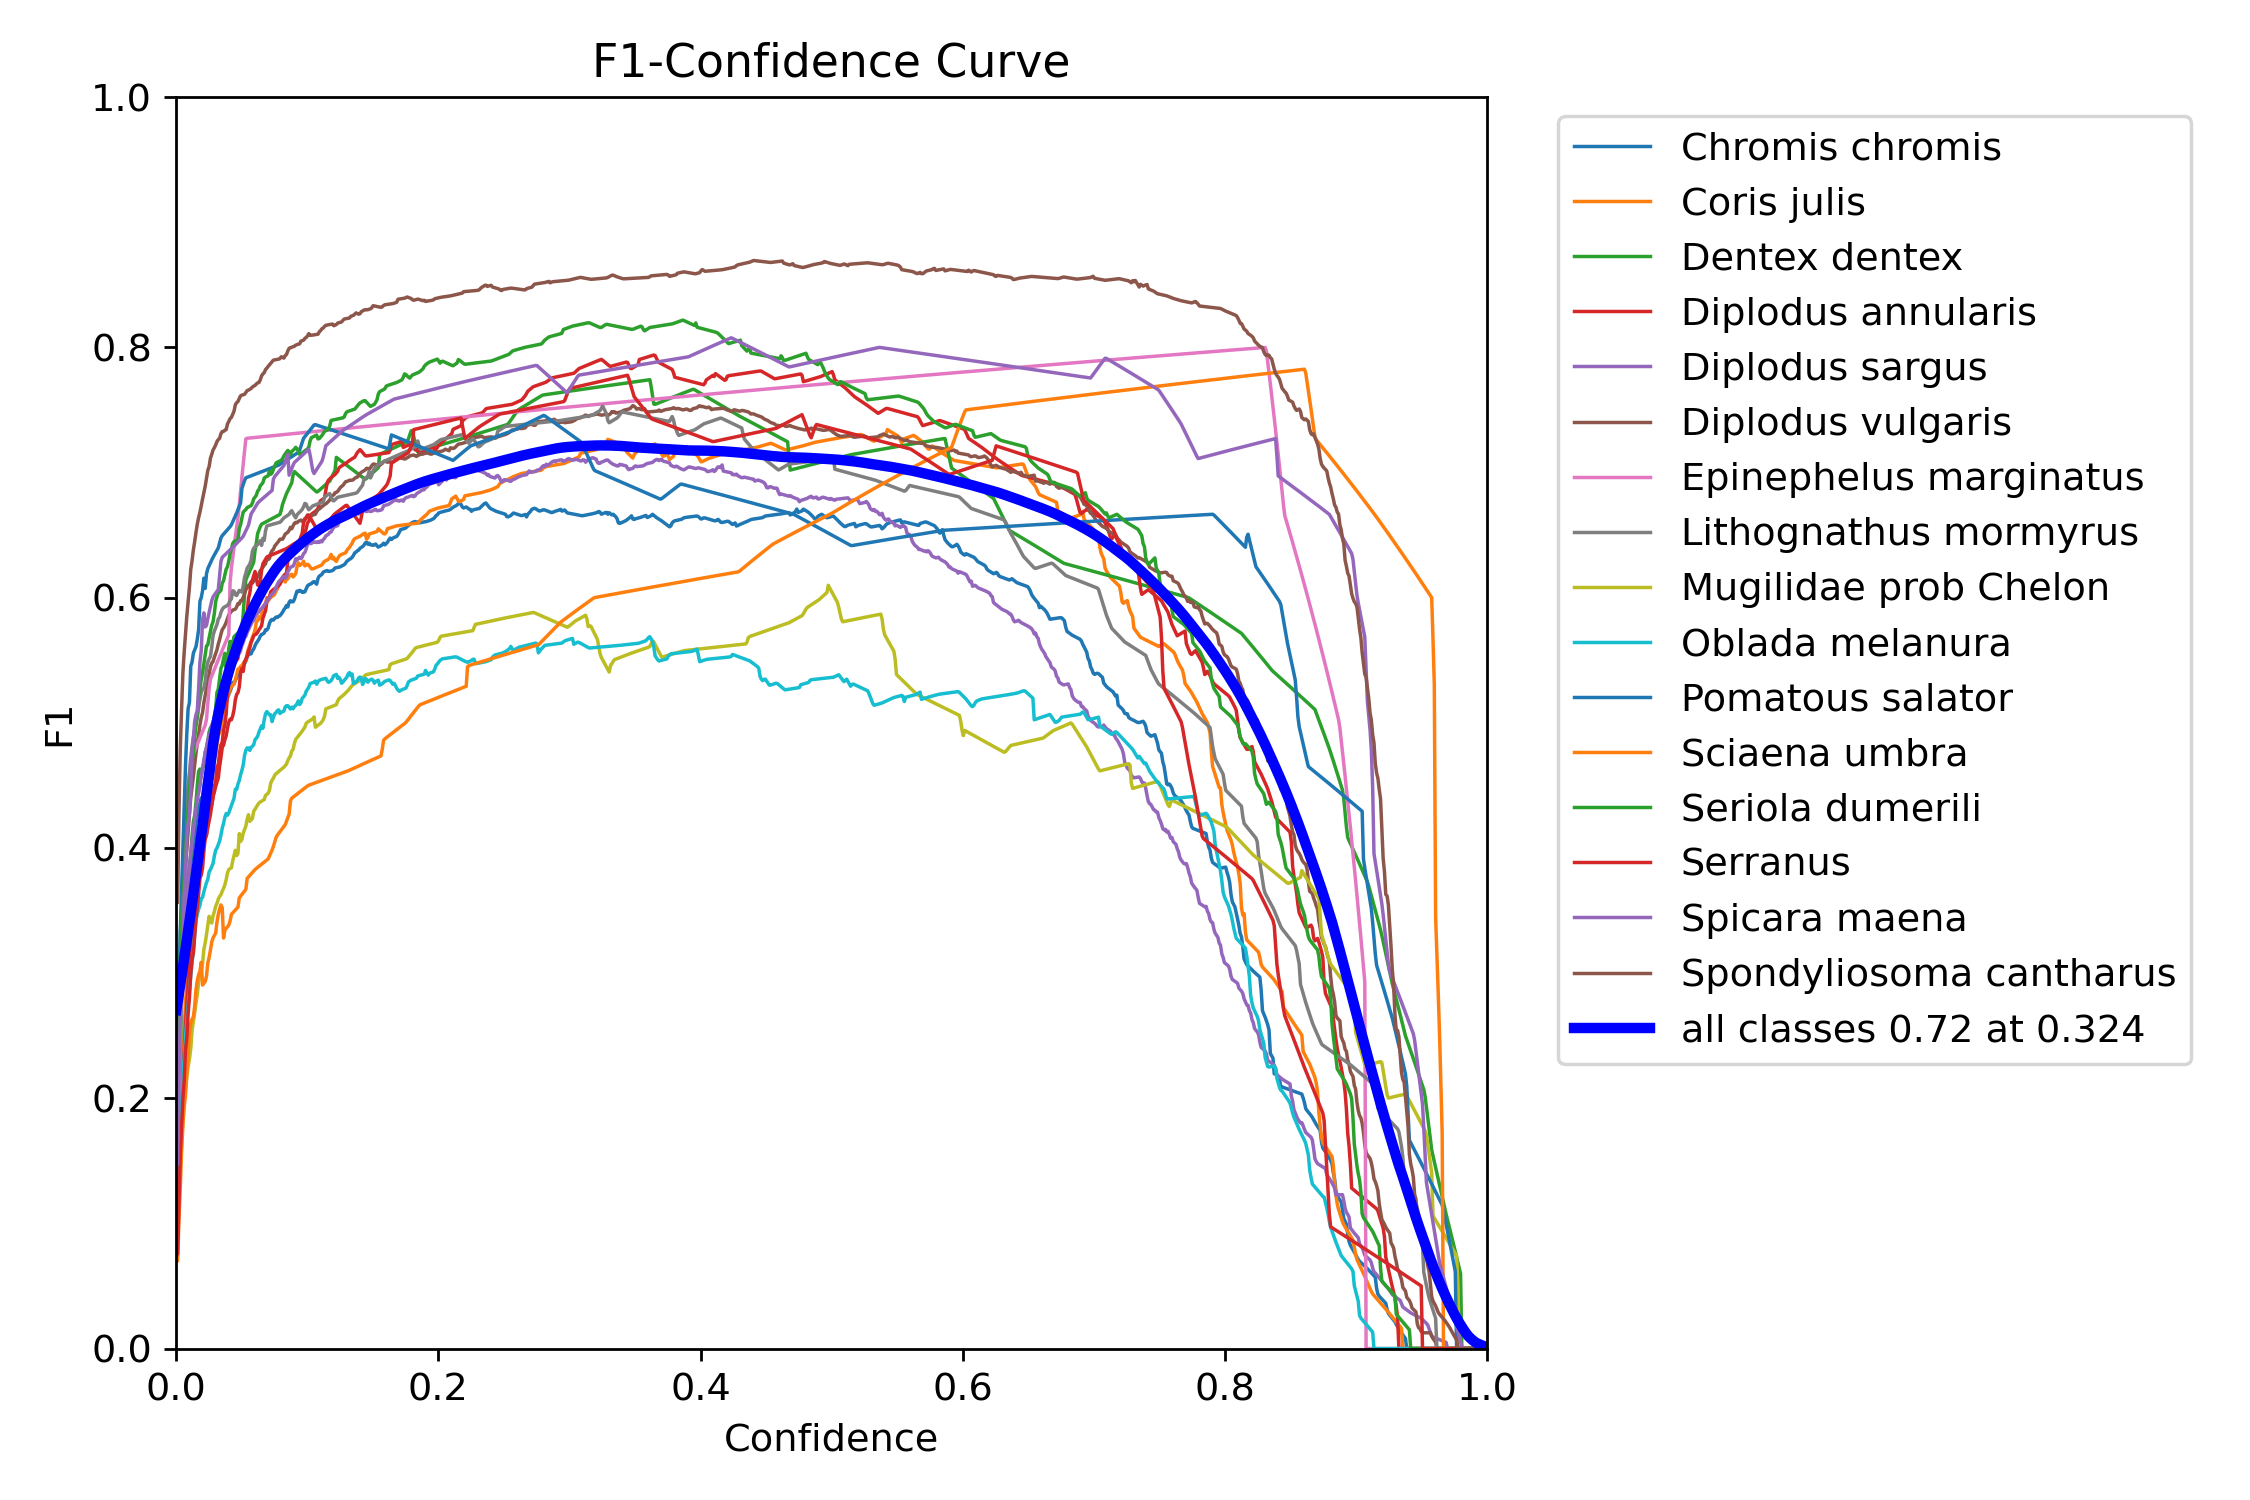 F1-Confidence Curve
1.0
0.8
0.6
0.4
0.2
0.0
F1
0.0 0.2 0.4 0.6 0.8 1.0
Confidence
Chromis chromis
Coris julis
Dentex dentex
Diplodus annularis
Diplodus sargus
Diplodus vulgaris
Epinephelus marginatus
Lithognathus mormyrus
Mugilidae prob Chelon
Oblada melanura
Pomatous salator
Sciaena umbra
Seriola dumerili
Serranus
Spicara maena
Spondyliosoma cantharus
all classes 0.72 at 0.324